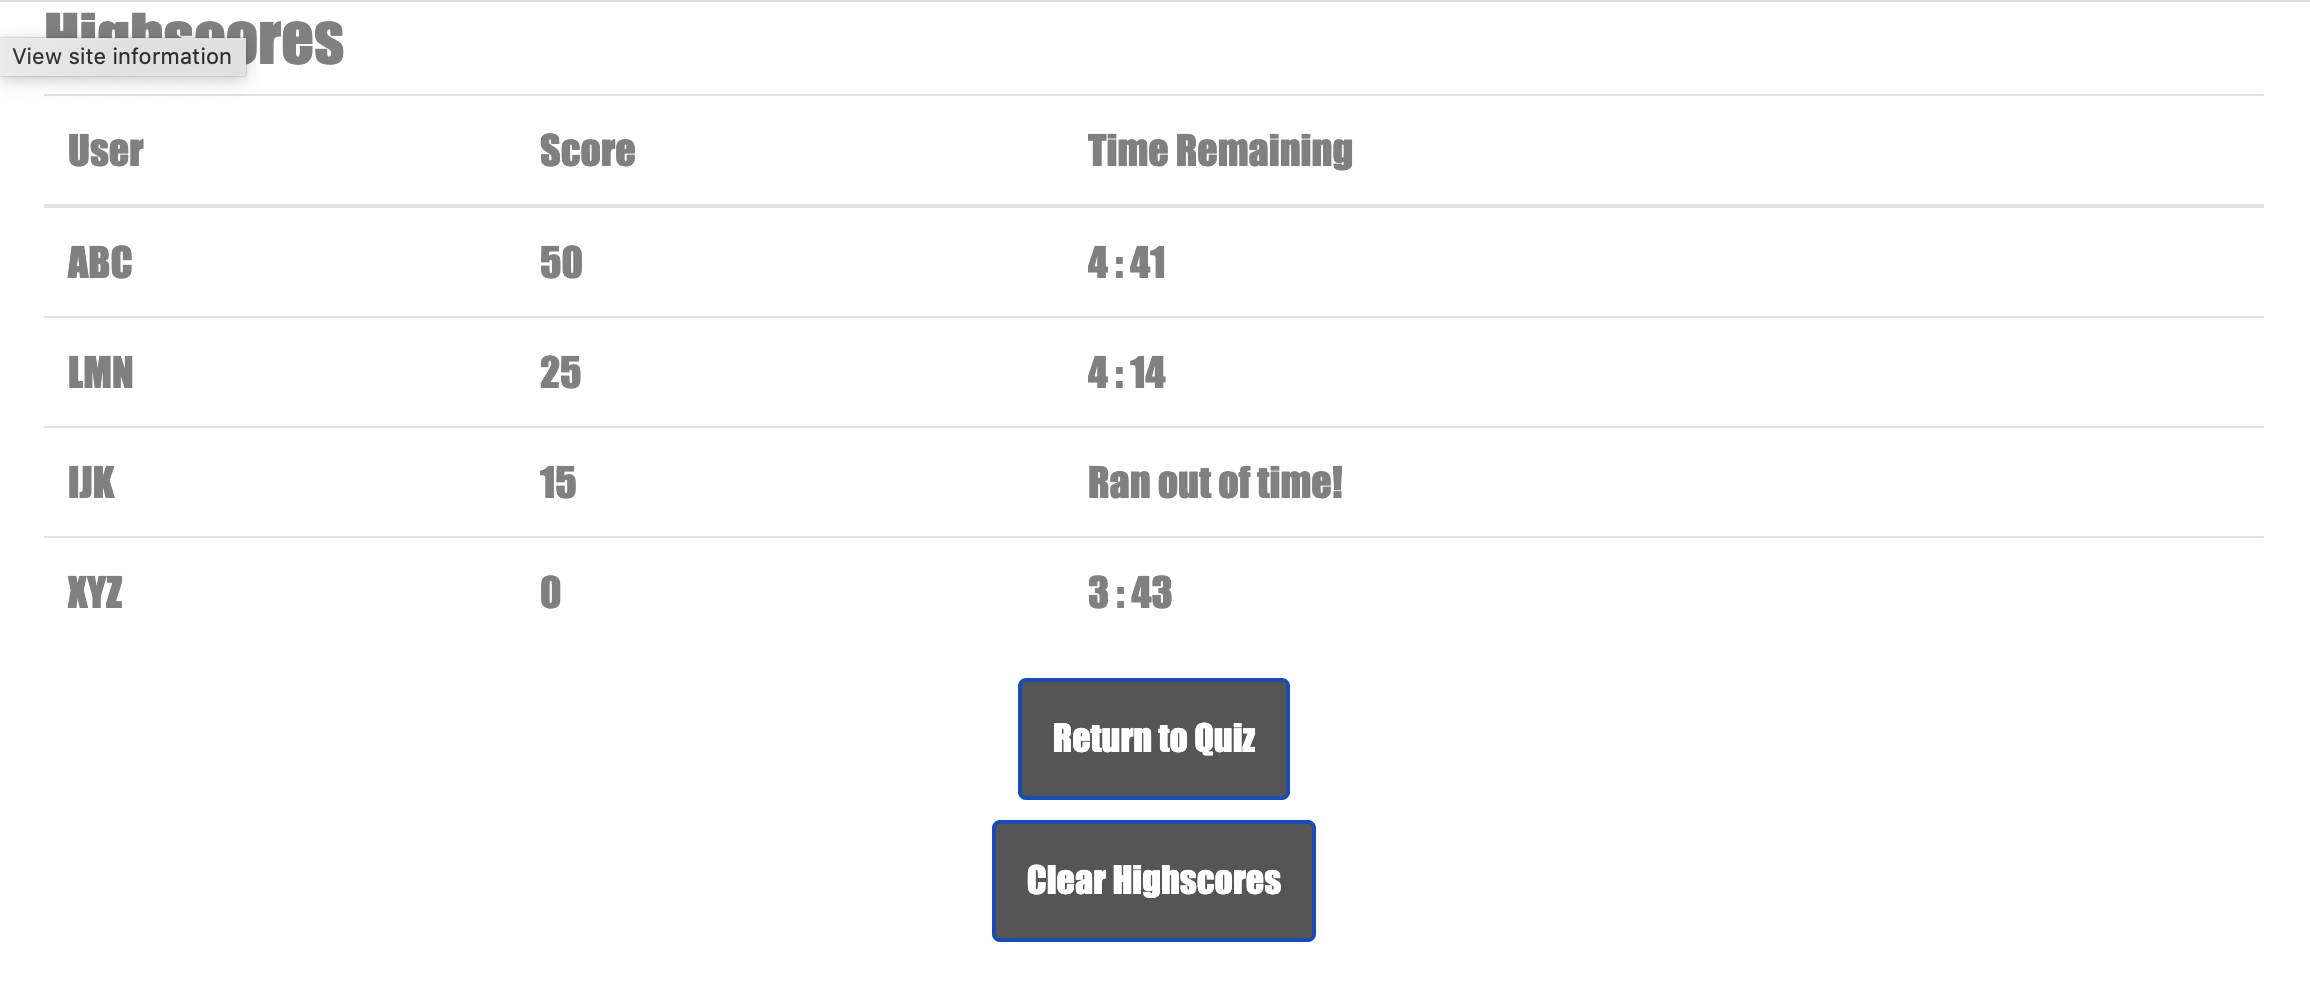 Highscores
View site information
User Score Time Remaining
ABC 50 4 : 41
LMN 25 4 : 14
IJK 15 Ran out of time!
XYZ 0 3 : 43
Return to Quiz
Clear Highscores